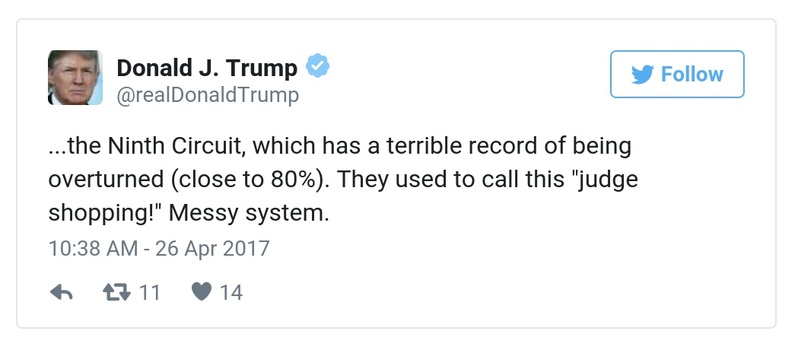 Donald J. Trump
@realDonaldTrump
Follow
...the Ninth Circuit, which has a terrible record of being
overturned (close to 80%). They used to call this "judge
shopping!" Messy system.
10:38 AM - 26 Apr 2017
11
14